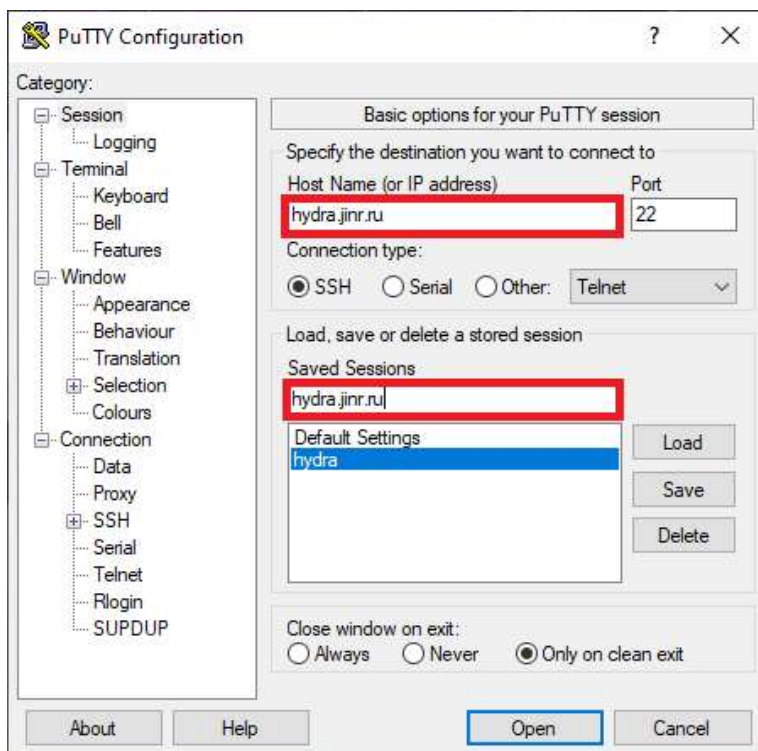 PuTTY Configuration
?
Category:
Session
Logging
Terminal
Keyboard
Bell
Features
Window
Appearance
Behaviour
Translation
Selection
Colours
Connection
Data
Proxy
SSH
Serial
Telnet
Rlogin
SUPDUP
Basic options for your PuTTY session
Specify the destination you want to connect to
Host Name (or IP address) Port
hydra.jinr.ru 22
Connection type:
SSH Serial Other: Telnet
Load, save or delete a stored session
Saved Sessions
hydra.jinr.ru
Default Settings
hydra
Load
Save
Delete
Close window on exit:
Always Never Only on clean exit
About Help Open Cancel